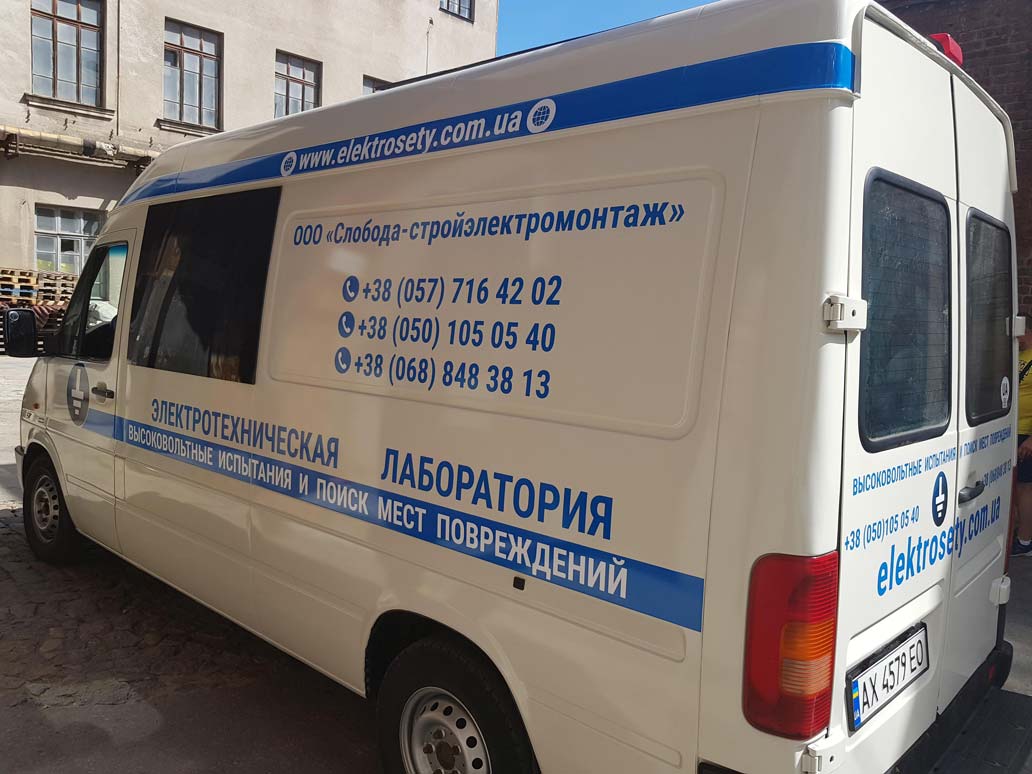 www.elektrosety.com.ua
ООО «Слобода-стройэлектромонтаж»
+38 (057) 716 42 02
+38 (050) 105 05 40
+38 (068) 848 38 13
ЭЛЕКТРОТЕХНИЧЕСКАЯ ЛАБОРАТОРИЯ
ВЫСОКОВОЛЬТНЫЕ ИСПЫТАНИЯ И ПОИСК МЕСТ ПОВРЕЖДЕНИЙ
ВЫСОКОВОЛЬТНЫЕ ИСПЫТАНИЯ И ПОИСК МЕСТ ПОВРЕЖДЕНИЙ
+38 (050)105 05 40
elektrosety.com.ua
AX 4579 EO